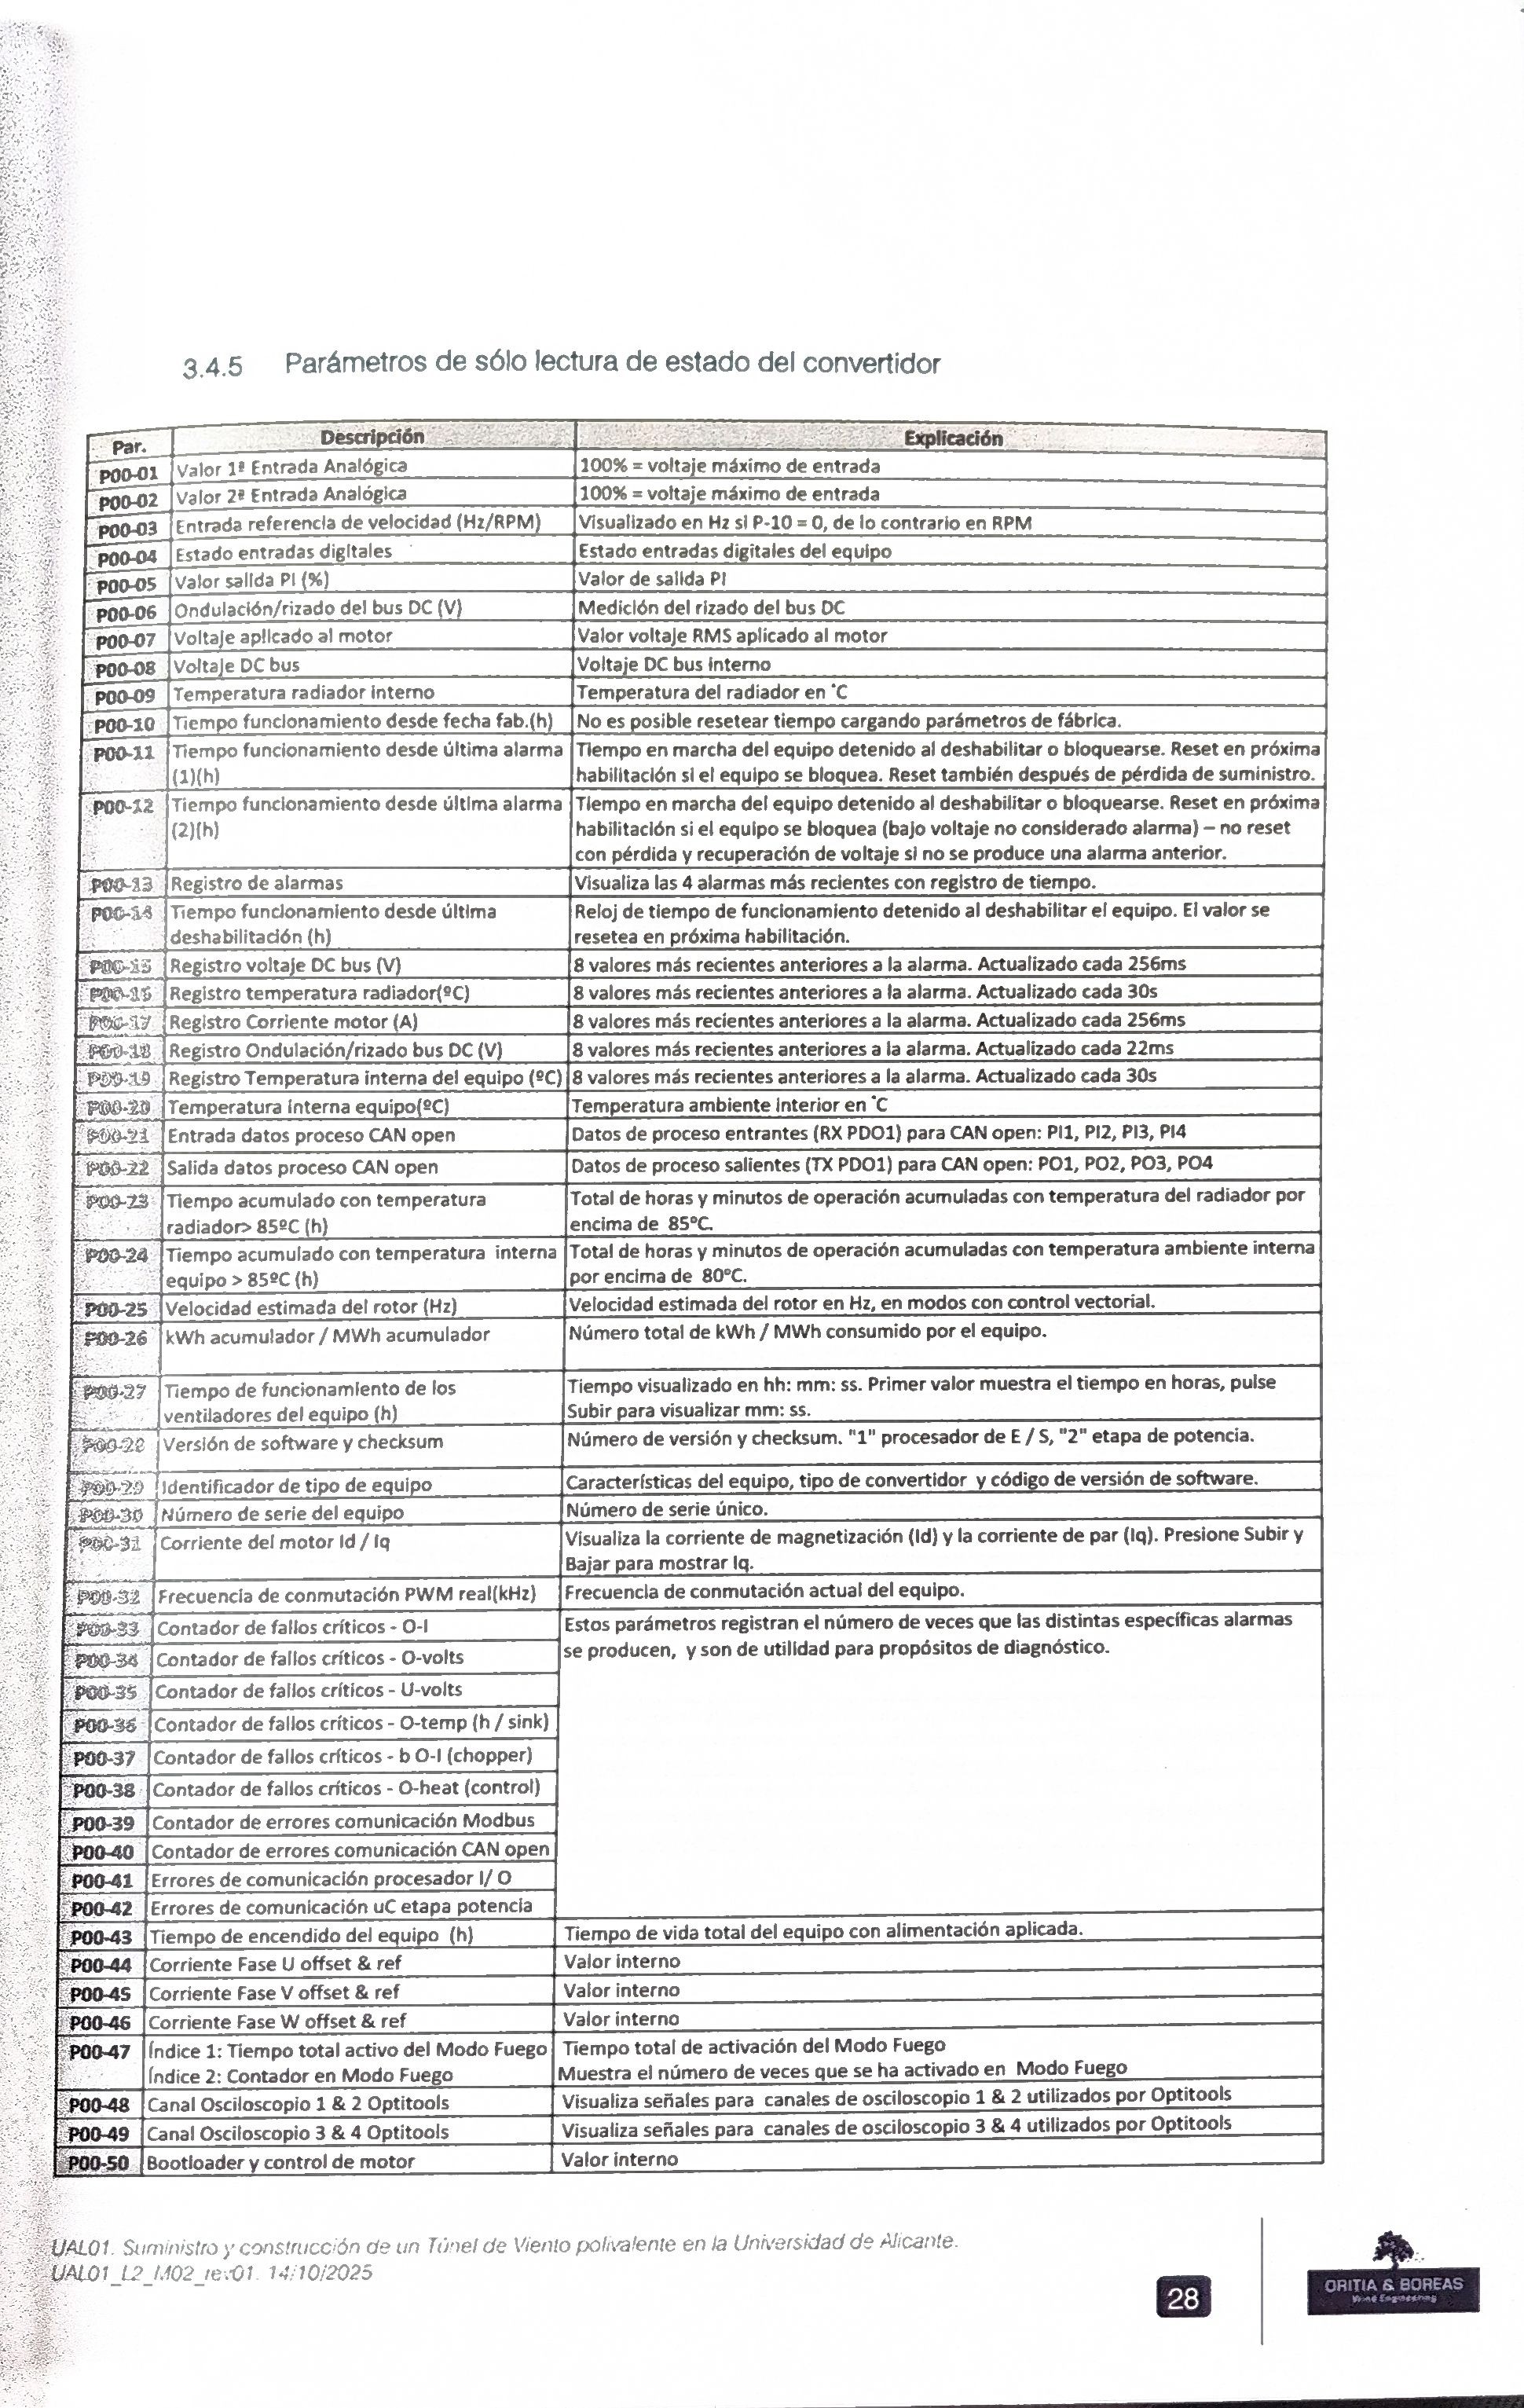 3.4.5 Parámetros de sólo lectura de estado del convertidor
Par. Descripción Explicación
P00-01 Valor 1ª Entrada Analógica 100% = voltaje máximo de entrada
P00-02 Valor 2ª Entrada Analógica 100% = voltaje máximo de entrada
P00-03 Entrada referencia de velocidad (Hz/RPM) Visualizado en Hz si P-10 = 0, de lo contrario en RPM
P00-04 Estado entradas digitales Estado entradas digitales del equipo
P00-05 Valor salida PI (%) Valor de salida PI
P00-06 Ondulación/rizado del bus DC (V) Medición del rizado del bus DC
P00-07 Voltaje aplicado al motor Valor voltaje RMS aplicado al motor
P00-08 Voltaje DC bus Voltaje DC bus interno
P00-09 Temperatura radiador interno Temperatura del radiador en °C
P00-10 Tiempo funcionamiento desde fecha fab.(h) No es posible resetear tiempo cargando parámetros de fábrica.
P00-11 Tiempo funcionamiento desde última alarma Tiempo en marcha del equipo detenido al deshabilitar o bloquearse. Reset en próxima
(1)(h) habilitación si el equipo se bloquea. Reset también después de pérdida de suministro.
P00-12 Tiempo funcionamiento desde última alarma Tiempo en marcha del equipo detenido al deshabilitar o bloquearse. Reset en próxima
(2)(h) habilitación si el equipo se bloquea (bajo voltaje no considerado alarma) – no reset
con pérdida y recuperación de voltaje si no se produce una alarma anterior.
P00-13 Registro de alarmas Visualiza las 4 alarmas más recientes con registro de tiempo.
P00-14 Tiempo funcionamiento desde última Reloj de tiempo de funcionamiento detenido al deshabilitar el equipo. El valor se
deshabilitación (h) resetea en próxima habilitación.
P00-15 Registro voltaje DC bus (V) 8 valores más recientes anteriores a la alarma. Actualizado cada 256ms
P00-16 Registro temperatura radiador(ºC) 8 valores más recientes anteriores a la alarma. Actualizado cada 30s
P00-17 Registro Corriente motor (A) 8 valores más recientes anteriores a la alarma. Actualizado cada 256ms
P00-18 Registro Ondulación/rizado bus DC (V) 8 valores más recientes anteriores a la alarma. Actualizado cada 22ms
P00-19 Registro Temperatura interna del equipo (ºC) 8 valores más recientes anteriores a la alarma. Actualizado cada 30s
P00-20 Temperatura interna equipo(ºC) Temperatura ambiente interior en °C
P00-21 Entrada datos proceso CAN open Datos de proceso entrantes (RX PDO1) para CAN open: PI1, PI2, PI3, PI4
P00-22 Salida datos proceso CAN open Datos de proceso salientes (TX PDO1) para CAN open: PO1, PO2, PO3, PO4
P00-23 Tiempo acumulado con temperatura Total de horas y minutos de operación acumuladas con temperatura del radiador por
radiador> 85ºC (h) encima de 85°C.
P00-24 Tiempo acumulado con temperatura interna Total de horas y minutos de operación acumuladas con temperatura ambiente interna
equipo > 85ºC (h) por encima de 80°C.
P00-25 Velocidad estimada del rotor (Hz) Velocidad estimada del rotor en Hz, en modos con control vectorial.
P00-26 kWh acumulador / MWh acumulador Número total de kWh / MWh consumido por el equipo.
P00-27 Tiempo de funcionamiento de los Tiempo visualizado en hh: mm: ss. Primer valor muestra el tiempo en horas, pulse
ventiladores del equipo (h) Subir para visualizar mm: ss.
P00-28 Versión de software y checksum Número de versión y checksum. "1" procesador de E / S, "2" etapa de potencia.
P00-29 Identificador de tipo de equipo Características del equipo, tipo de convertidor y código de versión de software.
P00-30 Número de serie del equipo Número de serie único.
P00-31 Corriente del motor Id / Iq Visualiza la corriente de magnetización (Id) y la corriente de par (Iq). Presione Subir y
Bajar para mostrar Iq.
P00-32 Frecuencia de conmutación PWM real(kHz) Frecuencia de conmutación actual del equipo.
P00-33 Contador de fallos críticos - O-I Estos parámetros registran el número de veces que las distintas específicas alarmas
P00-34 Contador de fallos críticos - O-volts se producen, y son de utilidad para propósitos de diagnóstico.
P00-35 Contador de fallos críticos - U-volts
P00-36 Contador de fallos críticos - O-temp (h / sink)
P00-37 Contador de fallos críticos - b O-I (chopper)
P00-38 Contador de fallos críticos - O-heat (control)
P00-39 Contador de errores comunicación Modbus
P00-40 Contador de errores comunicación CAN open
P00-41 Errores de comunicación procesador I/ O
P00-42 Errores de comunicación uC etapa potencia
P00-43 Tiempo de encendido del equipo (h) Tiempo de vida total del equipo con alimentación aplicada.
P00-44 Corriente Fase U offset & ref Valor interno
P00-45 Corriente Fase V offset & ref Valor interno
P00-46 Corriente Fase W offset & ref Valor interno
P00-47 Índice 1: Tiempo total activo del Modo Fuego Tiempo total de activación del Modo Fuego
Índice 2: Contador en Modo Fuego Muestra el número de veces que se ha activado en Modo Fuego
P00-48 Canal Osciloscopio 1 & 2 Optitools Visualiza señales para canales de osciloscopio 1 & 2 utilizados por Optitools
P00-49 Canal Osciloscopio 3 & 4 Optitools Visualiza señales para canales de osciloscopio 3 & 4 utilizados por Optitools
P00-50 Bootloader y control de motor Valor interno
UAL01. Suministro y construcción de un Túnel de Viento polivalente en la Universidad de Alicante.
UAL01_L2_M02_rev01. 14/10/2025
28
ORITIA & BOREAS
Wind Engineering